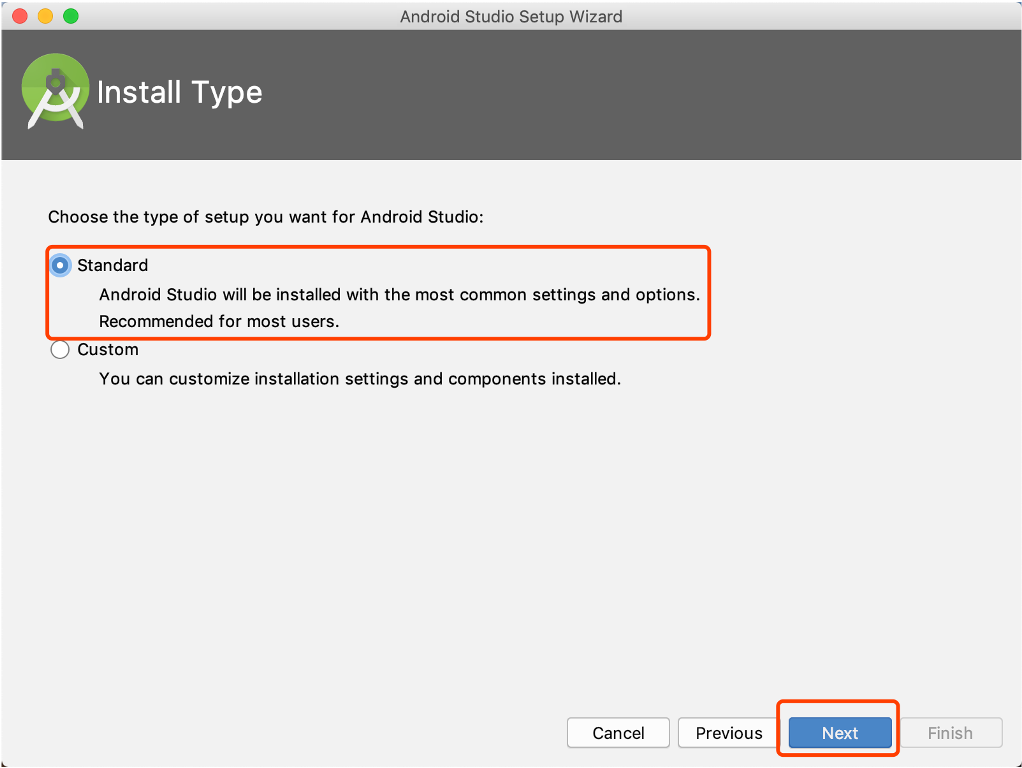 Android Studio Setup Wizard
Install Type
Choose the type of setup you want for Android Studio:
Standard
Android Studio will be installed with the most common settings and options.
Recommended for most users.
Custom
You can customize installation settings and components installed.
Cancel
Previous
Next
Finish